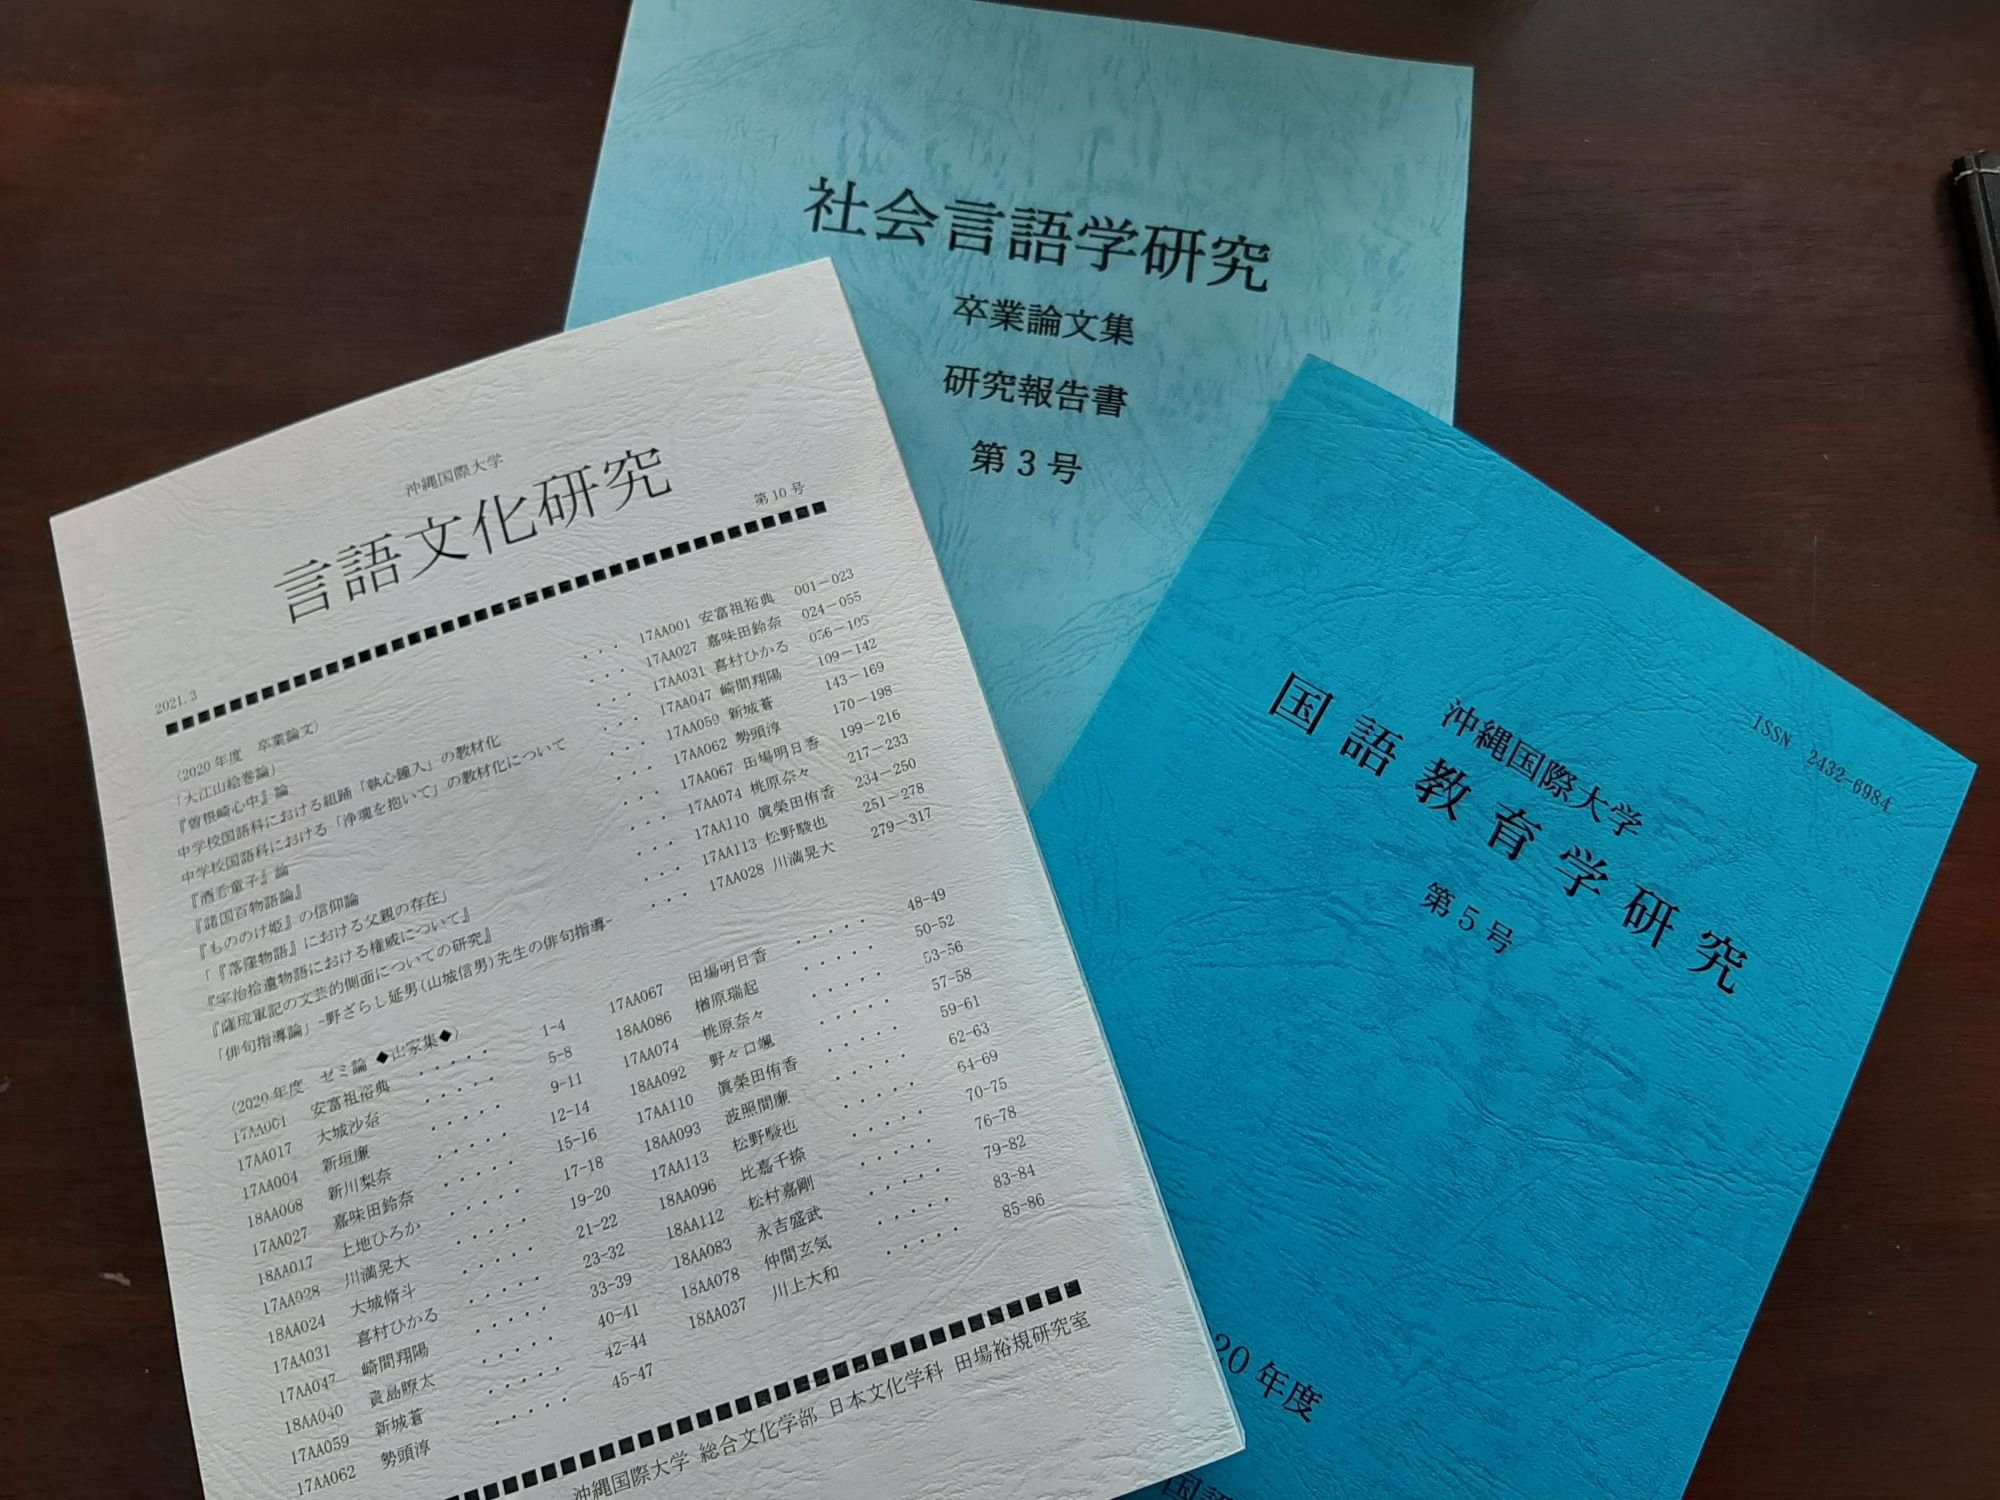 社会言語学研究
卒業論文集
研究報告書
第3号
沖縄国際大学
言語文化研究
第10号
2021.3
(2020年度 卒業論文)
「大江山絵巻論」 ・・・ 17AA001 安富祖裕典 001-023
『曽根崎心中』論 ・・・ 17AA027 嘉味田鈴奈 024-055
中学校国語科における組踊「執心鐘入」の教材化 ・・・ 17AA031 喜村ひかる 056-108
中学校国語科における「浄魂を抱いて」の教材化について ・・・ 17AA047 崎間翔陽 109-142
『酒呑童子』論 ・・・ 17AA059 新城蒼 143-169
『諸国百物語論』 ・・・ 17AA062 勢頭淳 170-198
『もののけ姫』の信仰論 ・・・ 17AA067 田場明日香 199-216
「『落窪物語』における父親の存在」 ・・・ 17AA074 桃原奈々 217-233
『宇治拾遺物語における権威について』 ・・・ 17AA110 眞榮田侑香 234-250
『薩琉軍記の文芸的側面についての研究』 ・・・ 17AA113 松野駿也 251-278
「俳句指導論」-野ざらし延男(山城信男)先生の俳句指導- ・・・ 17AA028 川満晃大 279-317
(2020年度 ゼミ論 ◆山家集◆)
17AA001 安富祖裕典 ・・・・・ 1-4
17AA017 大城沙奈 ・・・・・ 5-8
17AA004 新垣廉 ・・・・・ 9-11
18AA008 新川梨奈 ・・・・・ 12-14
17AA027 嘉味田鈴奈 ・・・・・ 15-16
18AA017 上地ひろか ・・・・・ 17-18
17AA028 川満晃大 ・・・・・ 19-20
18AA024 大城脩斗 ・・・・・ 21-22
17AA031 喜村ひかる ・・・・・ 23-32
17AA047 崎間翔陽 ・・・・・ 33-39
18AA040 貴島暸太 ・・・・・ 40-41
17AA059 新城蒼 ・・・・・ 42-44
17AA062 勢頭淳 ・・・・・ 45-47
17AA067 田場明日香 ・・・・ 48-49
18AA086 楢原瑞起 ・・・・ 50-52
17AA074 桃原奈々 ・・・・ 53-56
18AA092 野々口颯 ・・・・ 57-58
17AA110 眞榮田侑香 ・・・・ 59-61
18AA093 波照間廉 ・・・・ 62-63
17AA113 松野駿也 ・・・・ 64-69
18AA096 比嘉千捺 ・・・・ 70-75
18AA112 松村嘉剛 ・・・・ 76-78
18AA083 永吉盛武 ・・・・ 79-82
18AA078 仲間玄気 ・・・・ 83-84
18AA037 川上大和 ・・・・ 85-86
沖縄国際大学 総合文化学部 日本文化学科 田場裕規研究室
ISSN 2432-6984
沖縄国際大学
国語教育学研究
第5号
20年度
国語